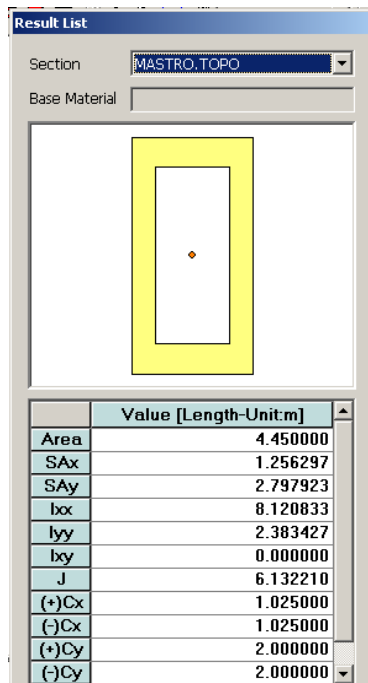 Result List
Section MASTRO.TOPO
Base Material
Value [Length-Unit:m]
Area 4.450000
SAx 1.256297
SAy 2.797923
Ixx 8.120833
Iyy 2.383427
Ixy 0.000000
J 6.132210
(+)Cx 1.025000
(-)Cx 1.025000
(+)Cy 2.000000
(-)Cy 2.000000